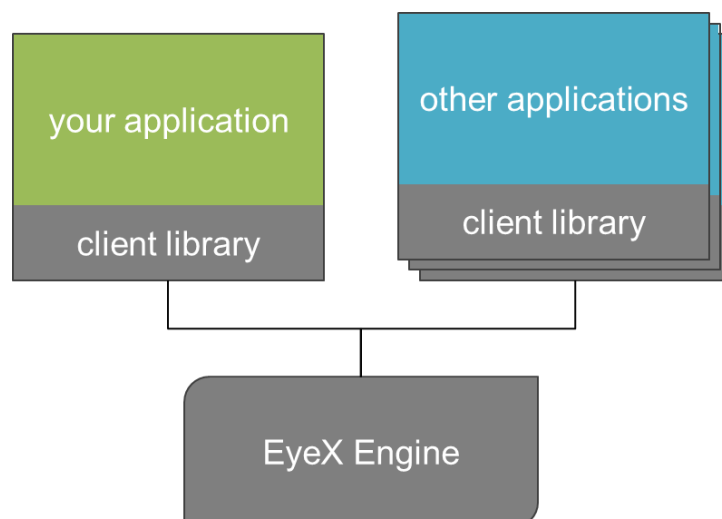 your application
client library
other applications
client library
EyeX Engine